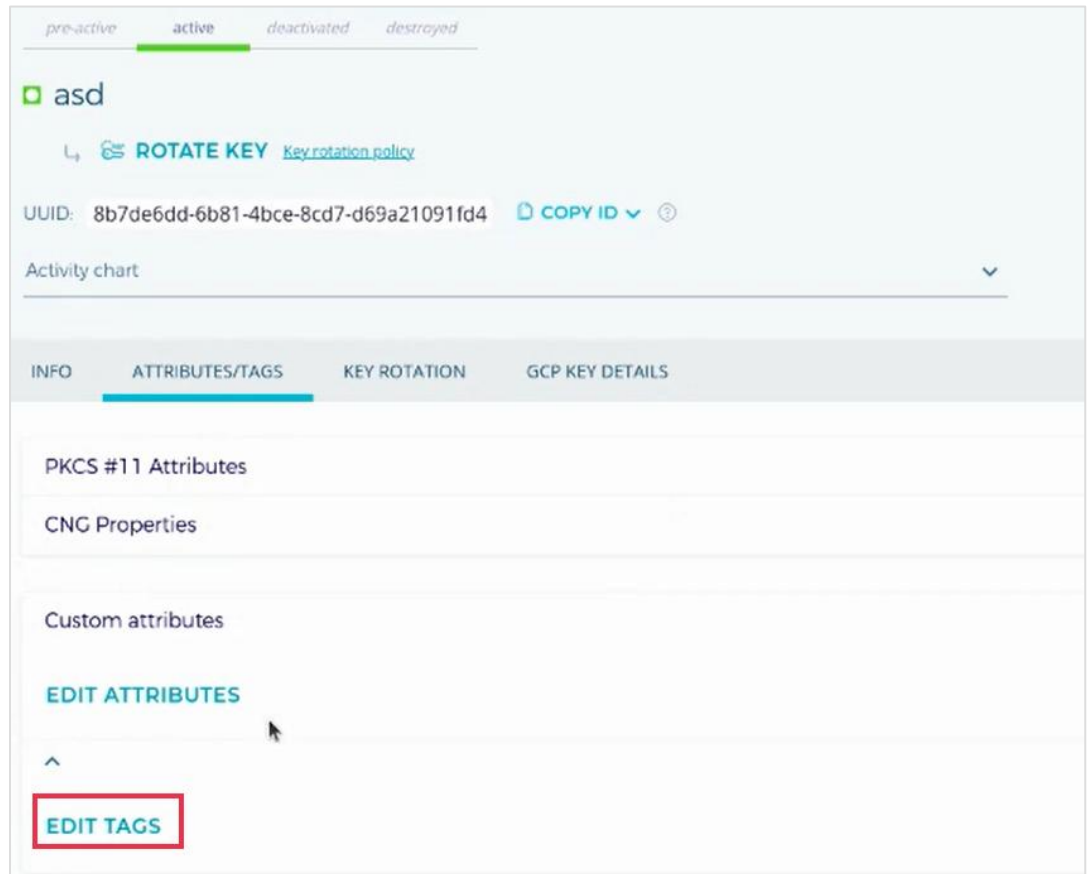 pre-active active deactivated destroyed
asd
ROTATE KEY Key rotation policy
UUID: 8b7de6dd-6b81-4bce-8cd7-d69a21091fd4 COPY ID ?
Activity chart
INFO ATTRIBUTES/TAGS KEY ROTATION GCP KEY DETAILS
PKCS #11 Attributes
CNG Properties
Custom attributes
EDIT ATTRIBUTES
EDIT TAGS